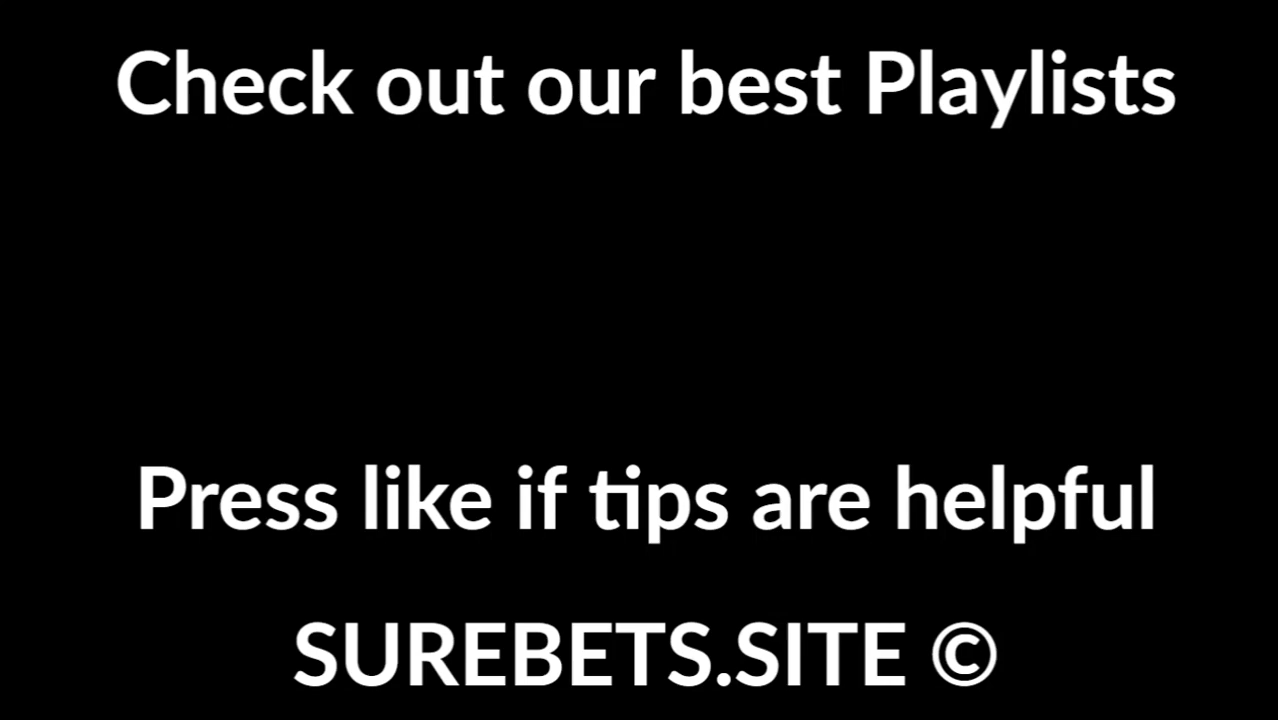 Check out our best Playlists
Press like if tips are helpful
SUREBETS.SITE ©